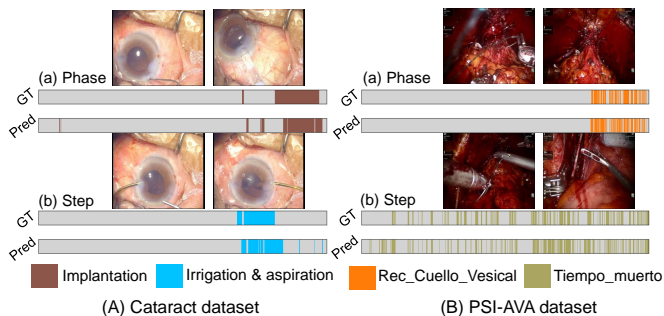 (a) Phase
GT
Pred
(b) Step
GT
Pred
Implantation
Irrigation & aspiration
(A) Cataract dataset
(a) Phase
GT
Pred
(b) Step
GT
Pred
Rec_Cuello_Vesical
Tiempo_muerto
(B) PSI-AVA dataset